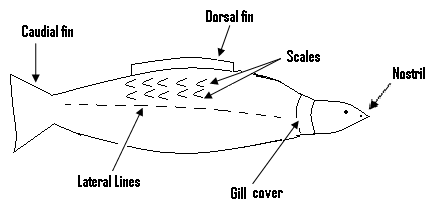 Dorsal fin
Caudial fin
Scales
Nostril
Lateral Lines
Gill cover